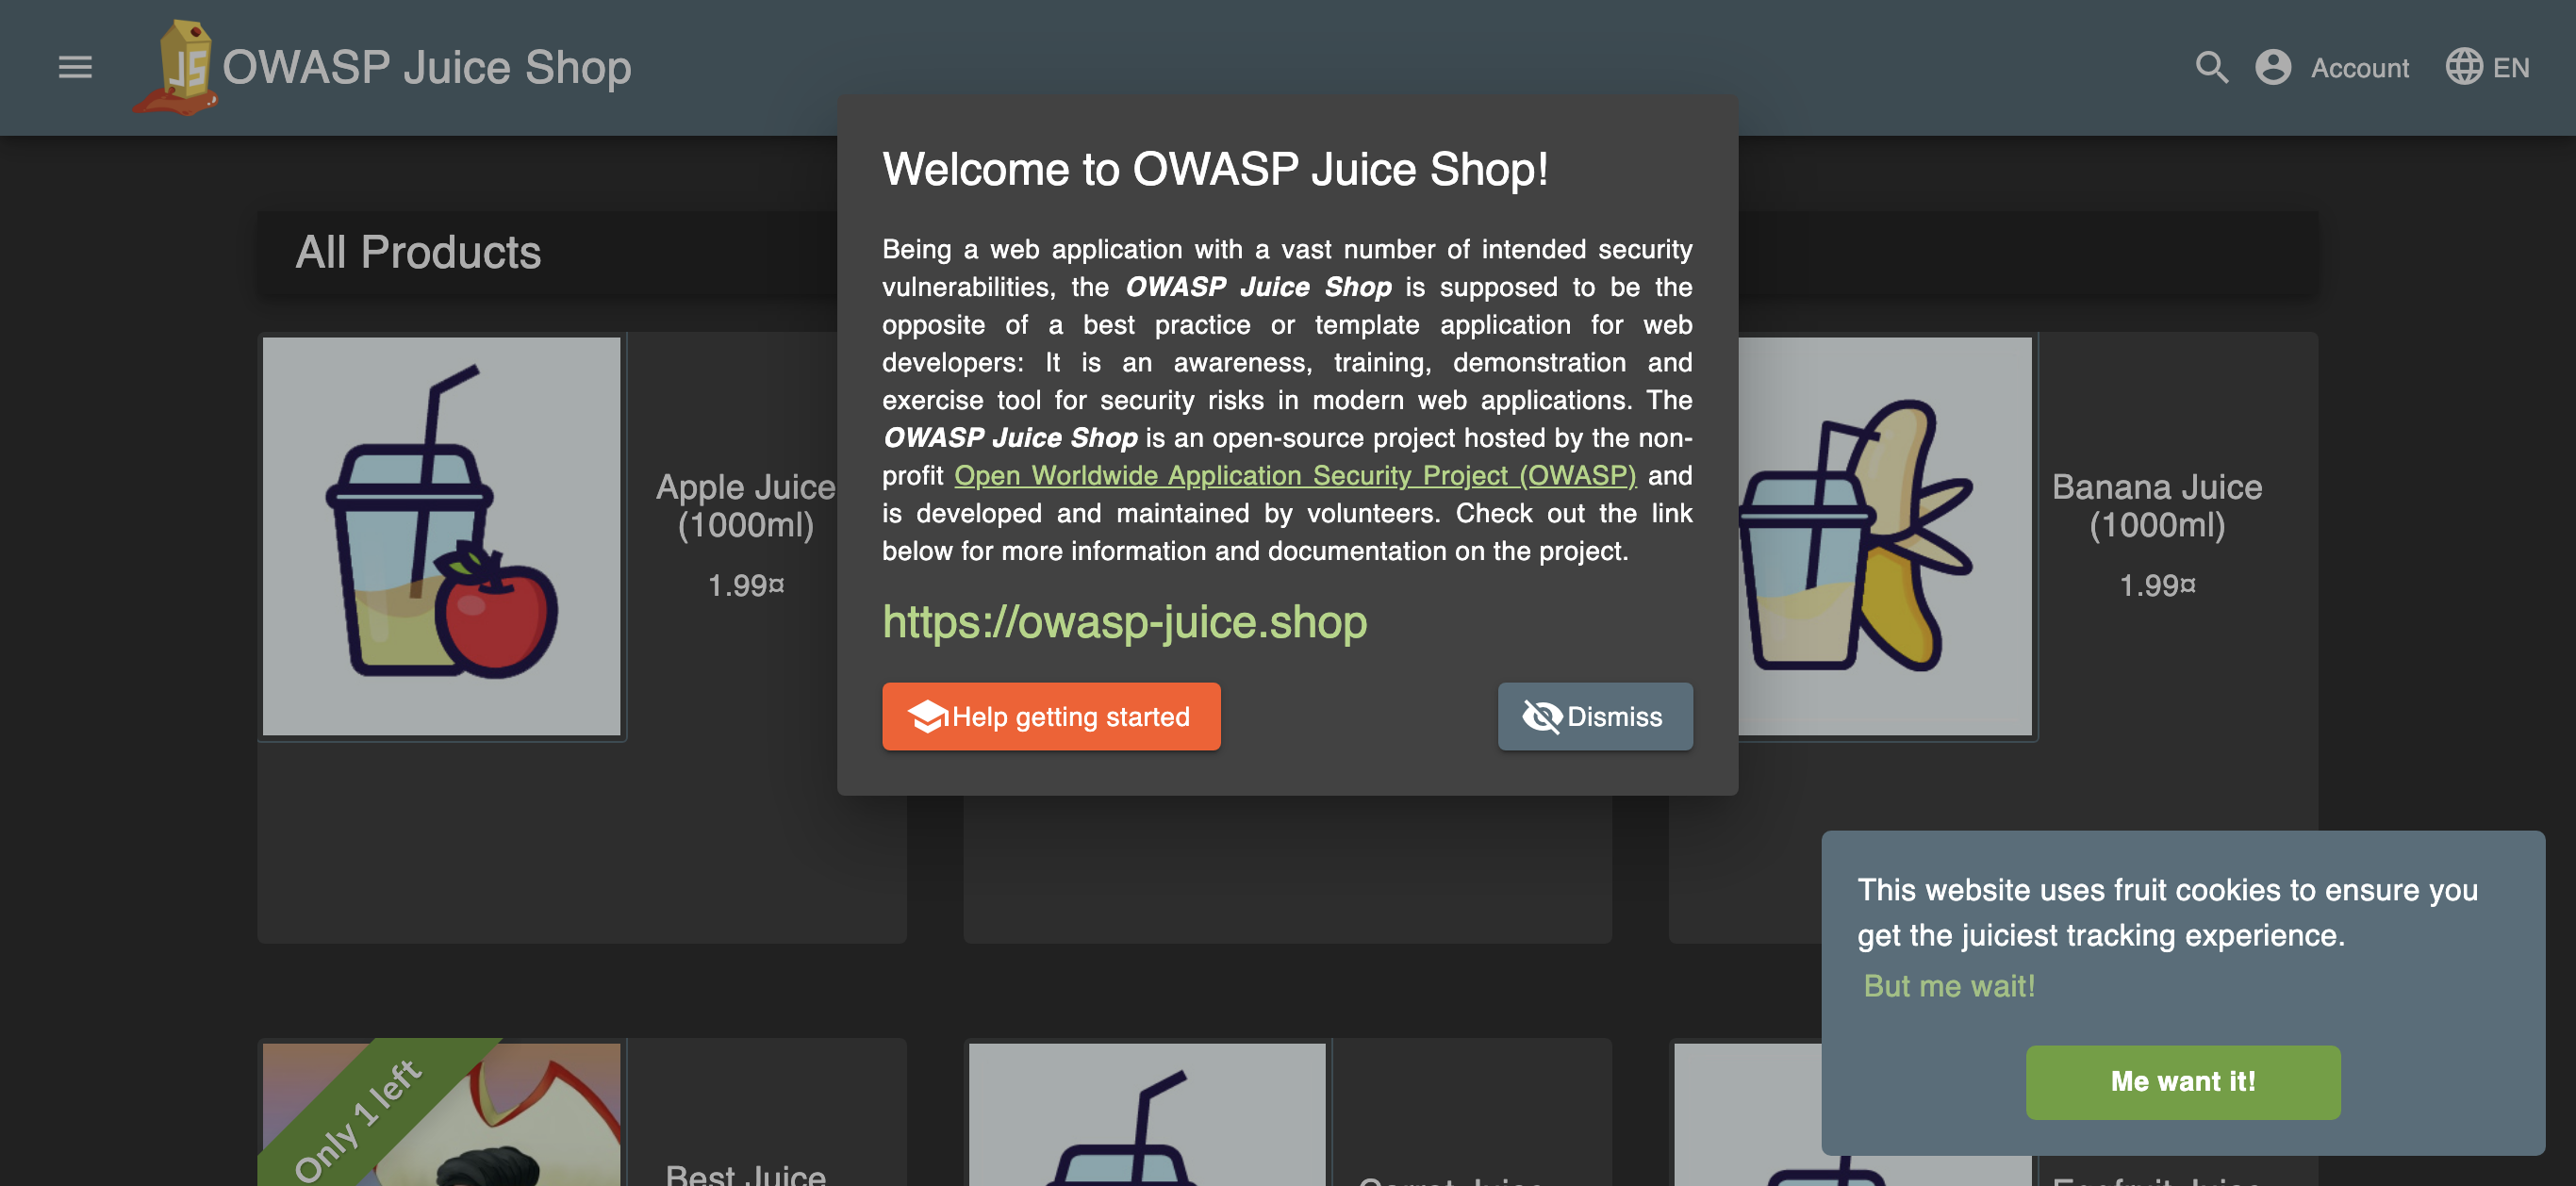 OWASP Juice Shop
Account
EN
Welcome to OWASP Juice Shop!
Being a web application with a vast number of intended security
vulnerabilities, the OWASP Juice Shop is supposed to be the
opposite of a best practice or template application for web
developers: It is an awareness, training, demonstration and
exercise tool for security risks in modern web applications. The
OWASP Juice Shop is an open-source project hosted by the non-
profit Open Worldwide Application Security Project (OWASP) and
is developed and maintained by volunteers. Check out the link
below for more information and documentation on the project.
https://owasp-juice.shop
Help getting started
Dismiss
All Products
Apple Juice
(1000ml)
1.99¤
Banana Juice
(1000ml)
1.99¤
This website uses fruit cookies to ensure you
get the juiciest tracking experience.
But me wait!
Me want it!
Only 1 left
Best Juice
JS